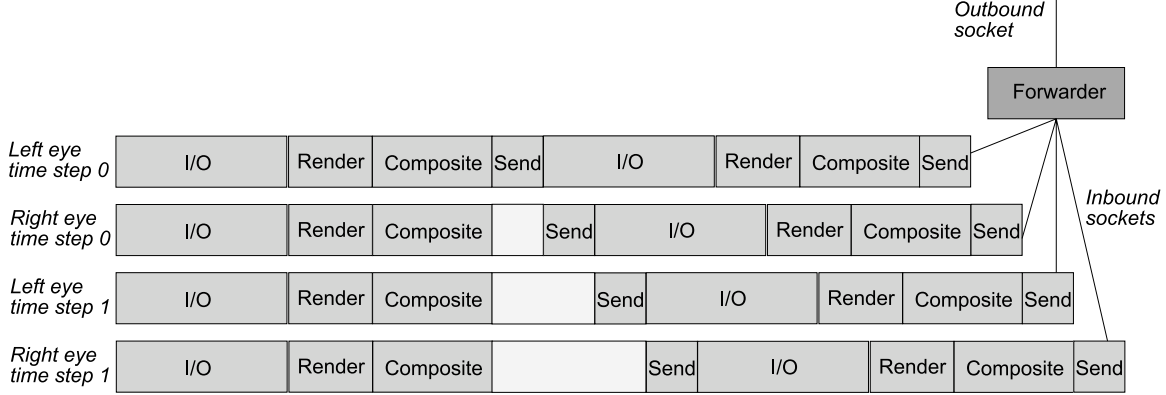 Outbound
socket
Forwarder
Left eye
time step 0
I/O Render Composite Send I/O Render Composite Send
Right eye
time step 0
I/O Render Composite Send I/O Render Composite Send
Inbound
sockets
Left eye
time step 1
I/O Render Composite Send I/O Render Composite Send
Right eye
time step 1
I/O Render Composite Send I/O Render Composite Send